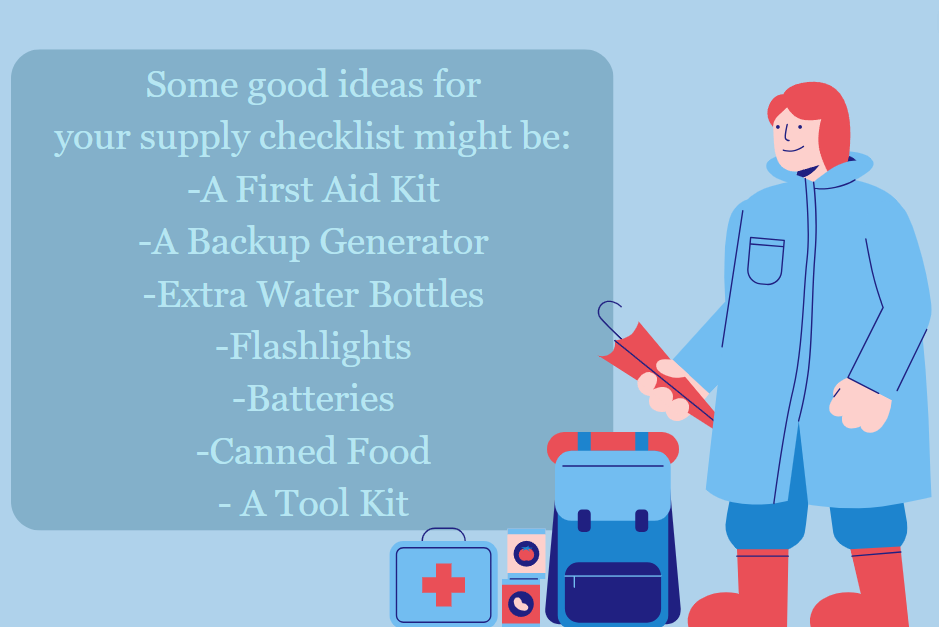 Some good ideas for
your supply checklist might be:
-A First Aid Kit
-A Backup Generator
-Extra Water Bottles
-Flashlights
-Batteries
-Canned Food
- A Tool Kit